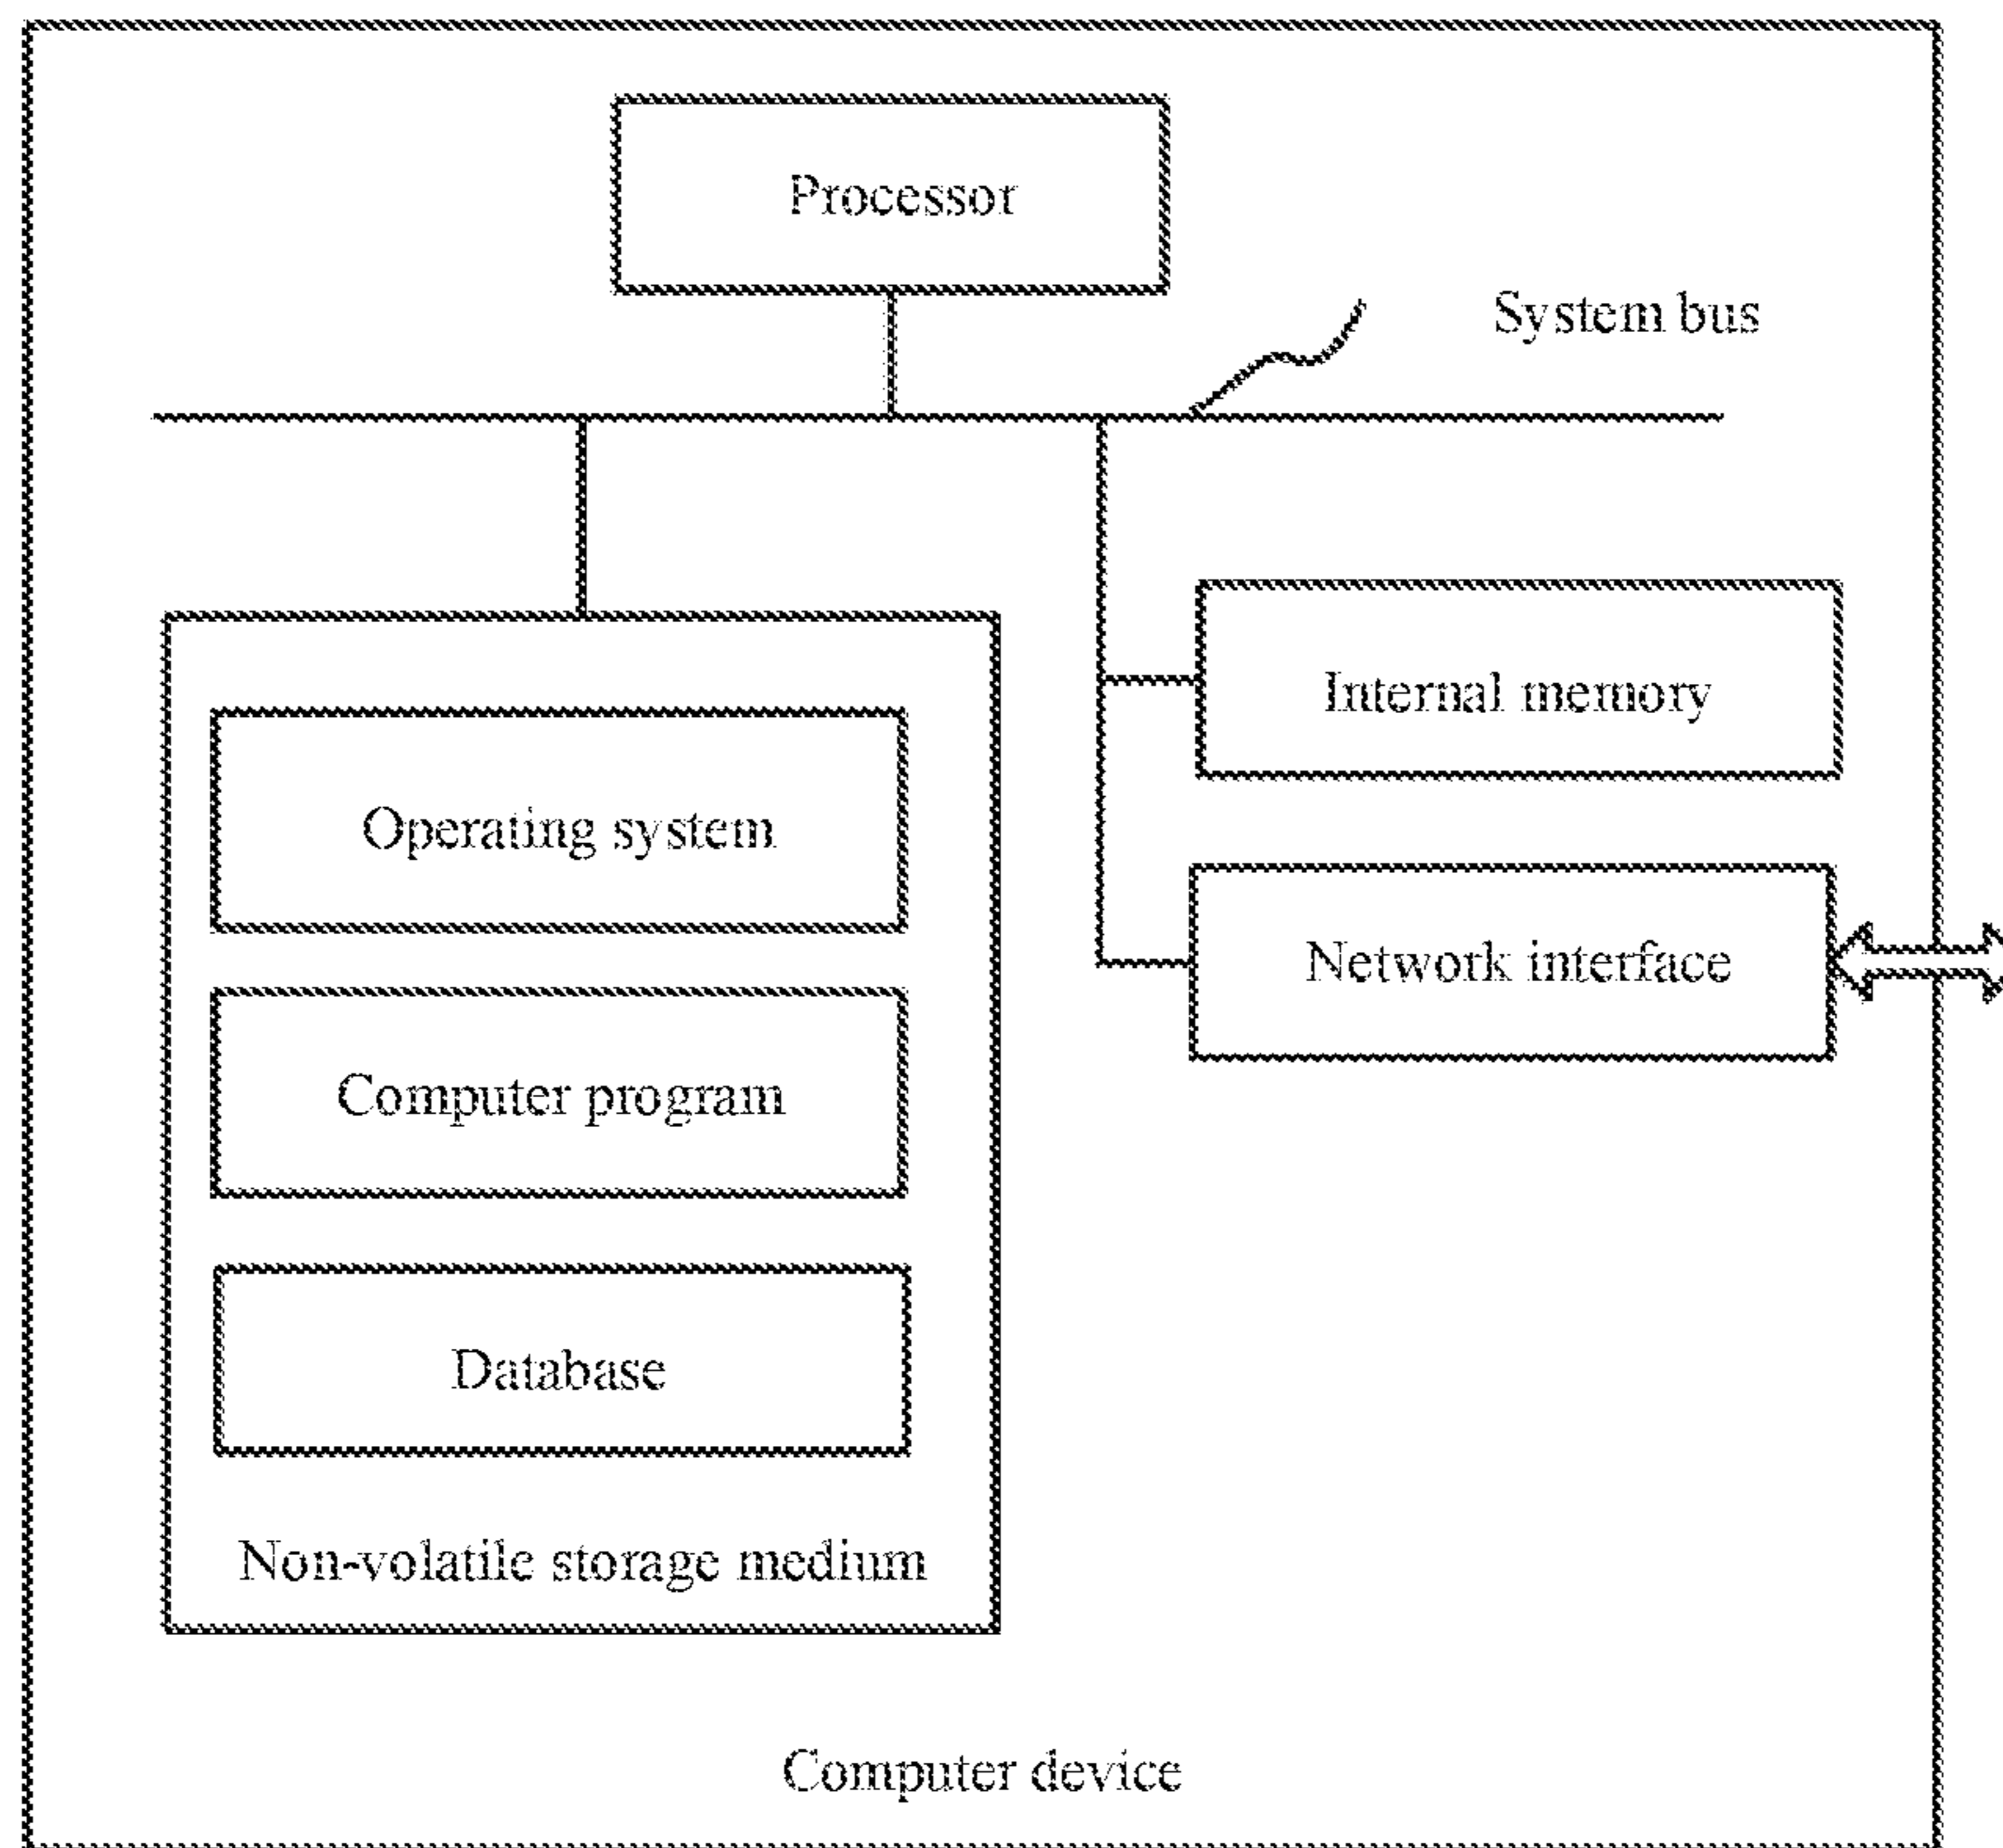 Processor
System bus
Internal memory
Operating system
Network interface
Computer program
Database
Non-volatile storage medium
Computer device